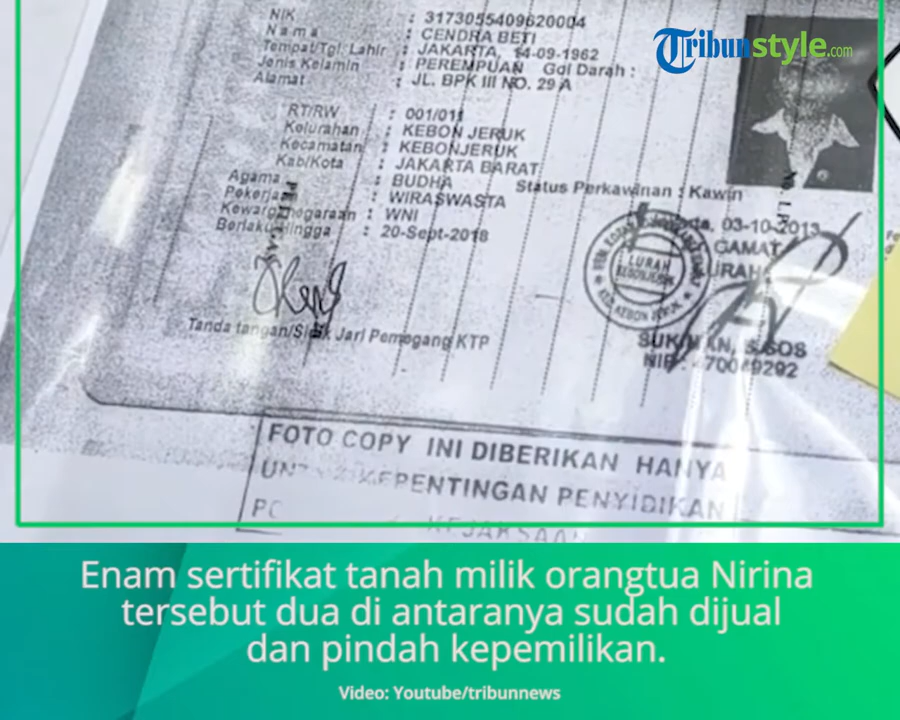 Tribunstyle.com
NIK : 3173055409620004
Nama : CENDRA BETI
Tempat/Tgl. Lahir : JAKARTA, 14-09-1962
Jenis Kelamin : PEREMPUAN Gol Darah :
Alamat : JL. BPK III NO. 29 A
RT/RW : 001/011
Kelurahan : KEBON JERUK
Kecamatan : KEBONJERUK
Kab/Kota : JAKARTA BARAT
Agama : BUDHA Status Perkawinan : Kawin
: WIRASWASTA
Kewarganegaraan : WNI
Hingga : 20-Sept-2018
03-10-2013
CAMAT
LURAH
LURAH
KEBONJERUK
Tanda tangan/Sidik Jari Pemegang KTP
S.SOS
NIP
FOTO COPY INI DIBERIKAN HANYA
KEPENTINGAN PENYIDIKAN
Enam sertifikat tanah milik orangtua Nirina
tersebut dua di antaranya sudah dijual
dan pindah kepemilikan.
Video: Youtube/tribunnews